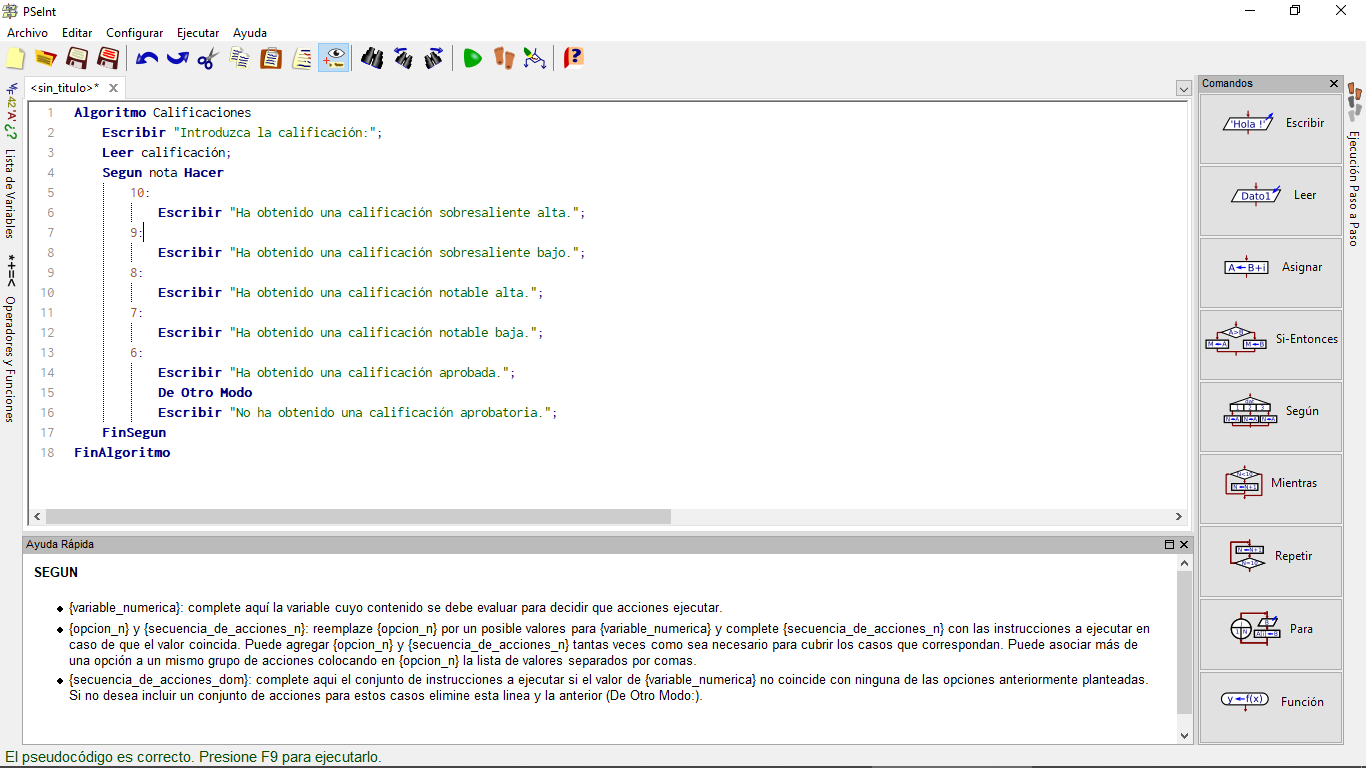 PSeInt
Archivo Editar Configurar Ejecutar Ayuda
<sin_titulo>*
Lista de Variables
*+=< Operadores y Funciones
1 Algoritmo Calificaciones
2 Escribir "Introduzca la calificación:";
3 Leer calificación;
4 Segun nota Hacer
5 10:
6 Escribir "Ha obtenido una calificación sobresaliente alta.";
7 9:
8 Escribir "Ha obtenido una calificación sobresaliente bajo.";
9 8:
10 Escribir "Ha obtenido una calificación notable alta.";
11 7:
12 Escribir "Ha obtenido una calificación notable baja.";
13 6:
14 Escribir "Ha obtenido una calificación aprobada.";
15 De Otro Modo
16 Escribir "No ha obtenido una calificación aprobatoria.";
17 FinSegun
18 FinAlgoritmo
Ayuda Rápida
SEGUN
{variable_numerica}: complete aquí la variable cuyo contenido se debe evaluar para decidir que acciones ejecutar.
{opcion_n} y {secuencia_de_acciones_n}: reemplaze {opcion_n} por un posible valores para {variable_numerica} y complete {secuencia_de_acciones_n} con las instrucciones a ejecutar en
caso de que el valor coincida. Puede agregar {opcion_n} y {secuencia_de_acciones_n} tantas veces como sea necesario para cubrir los casos que correspondan. Puede asociar más de
una opción a un mismo grupo de acciones colocando en {opcion_n} la lista de valores separados por comas.
{secuencia_de_acciones_dom}: complete aqui el conjunto de instrucciones a ejecutar si el valor de {variable_numerica} no coincide con ninguna de las opciones anteriormente planteadas.
Si no desea incluir un conjunto de acciones para estos casos elimine esta linea y la anterior (De Otro Modo:).
Comandos
'Hola !' Escribir
Dato1 Leer
A←B+i Asignar
A>B M←A M←B Si-Entonces
Según
Mientras
Repetir
Para
y←f(x) Función
Ejecución Paso a Paso
El pseudocódigo es correcto. Presione F9 para ejecutarlo.